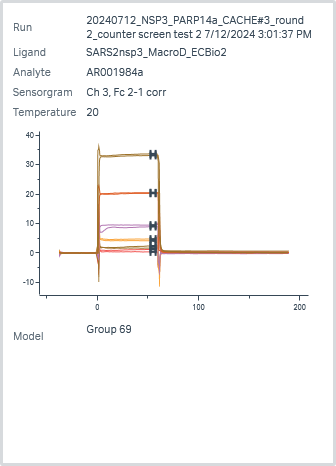 Run 20240712_NSP3_PARP14a_CACHE#3_round
2_counter screen test 2 7/12/2024 3:01:37 PM
Ligand SARS2nsp3_MacroD_ECBio2
Analyte AR001984a
Sensorgram Ch 3, Fc 2-1 corr
Temperature 20
40
30
20
10
0
-10
0 100 200
Model Group 69